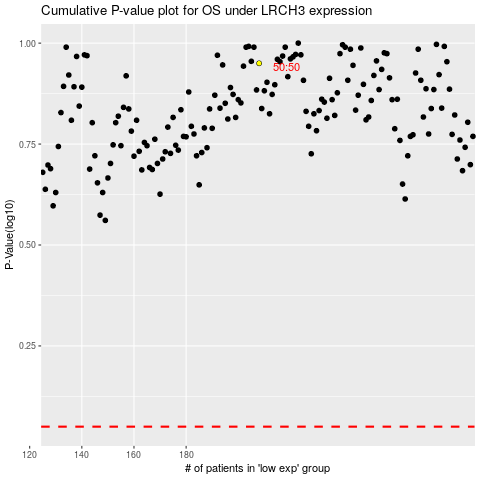 Cumulative P-value plot for OS under LRCH3 expression
1.00
50:50
0.75
0.50
0.25
P-Value(log10)
120 140 160 180
# of patients in 'low exp' group